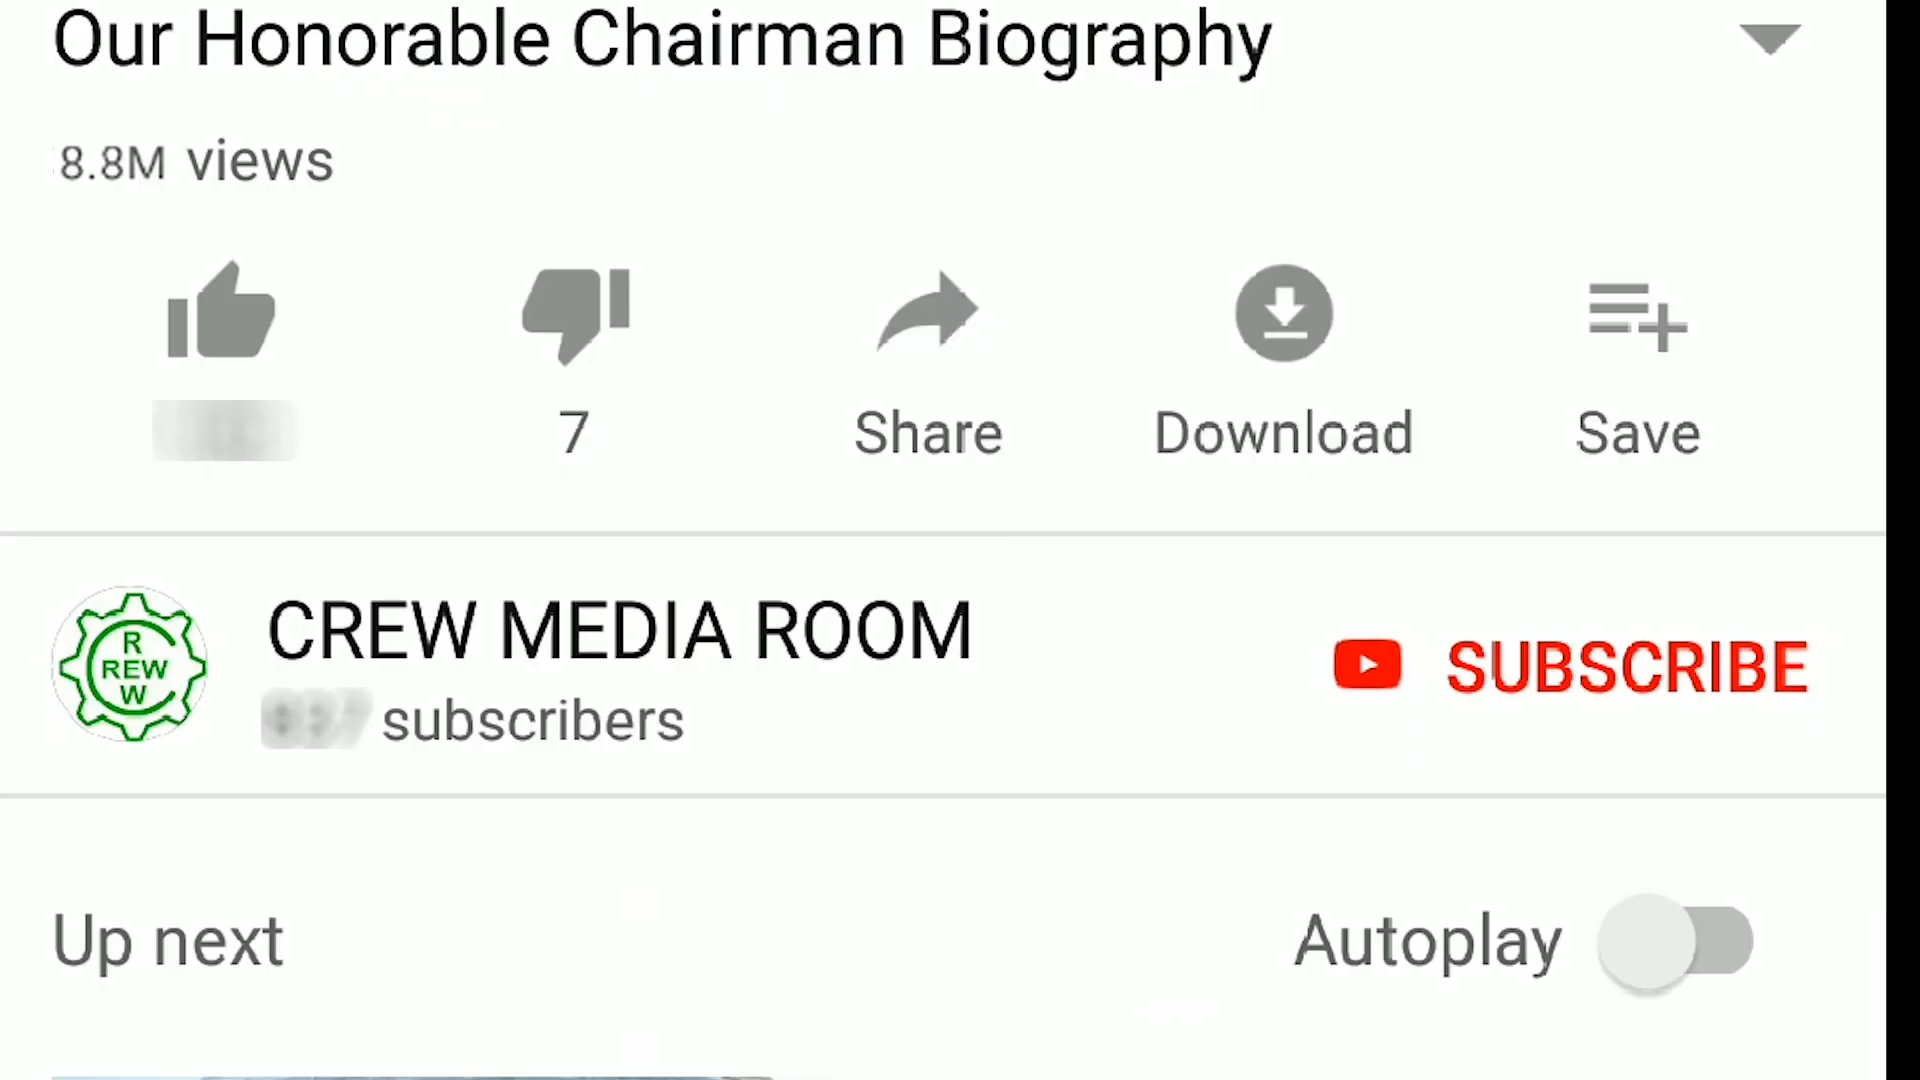 Our Honorable Chairman Biography
8.8M views
7
Share
Download
Save
R
REW
W
CREW MEDIA ROOM
subscribers
SUBSCRIBE
Up next
Autoplay